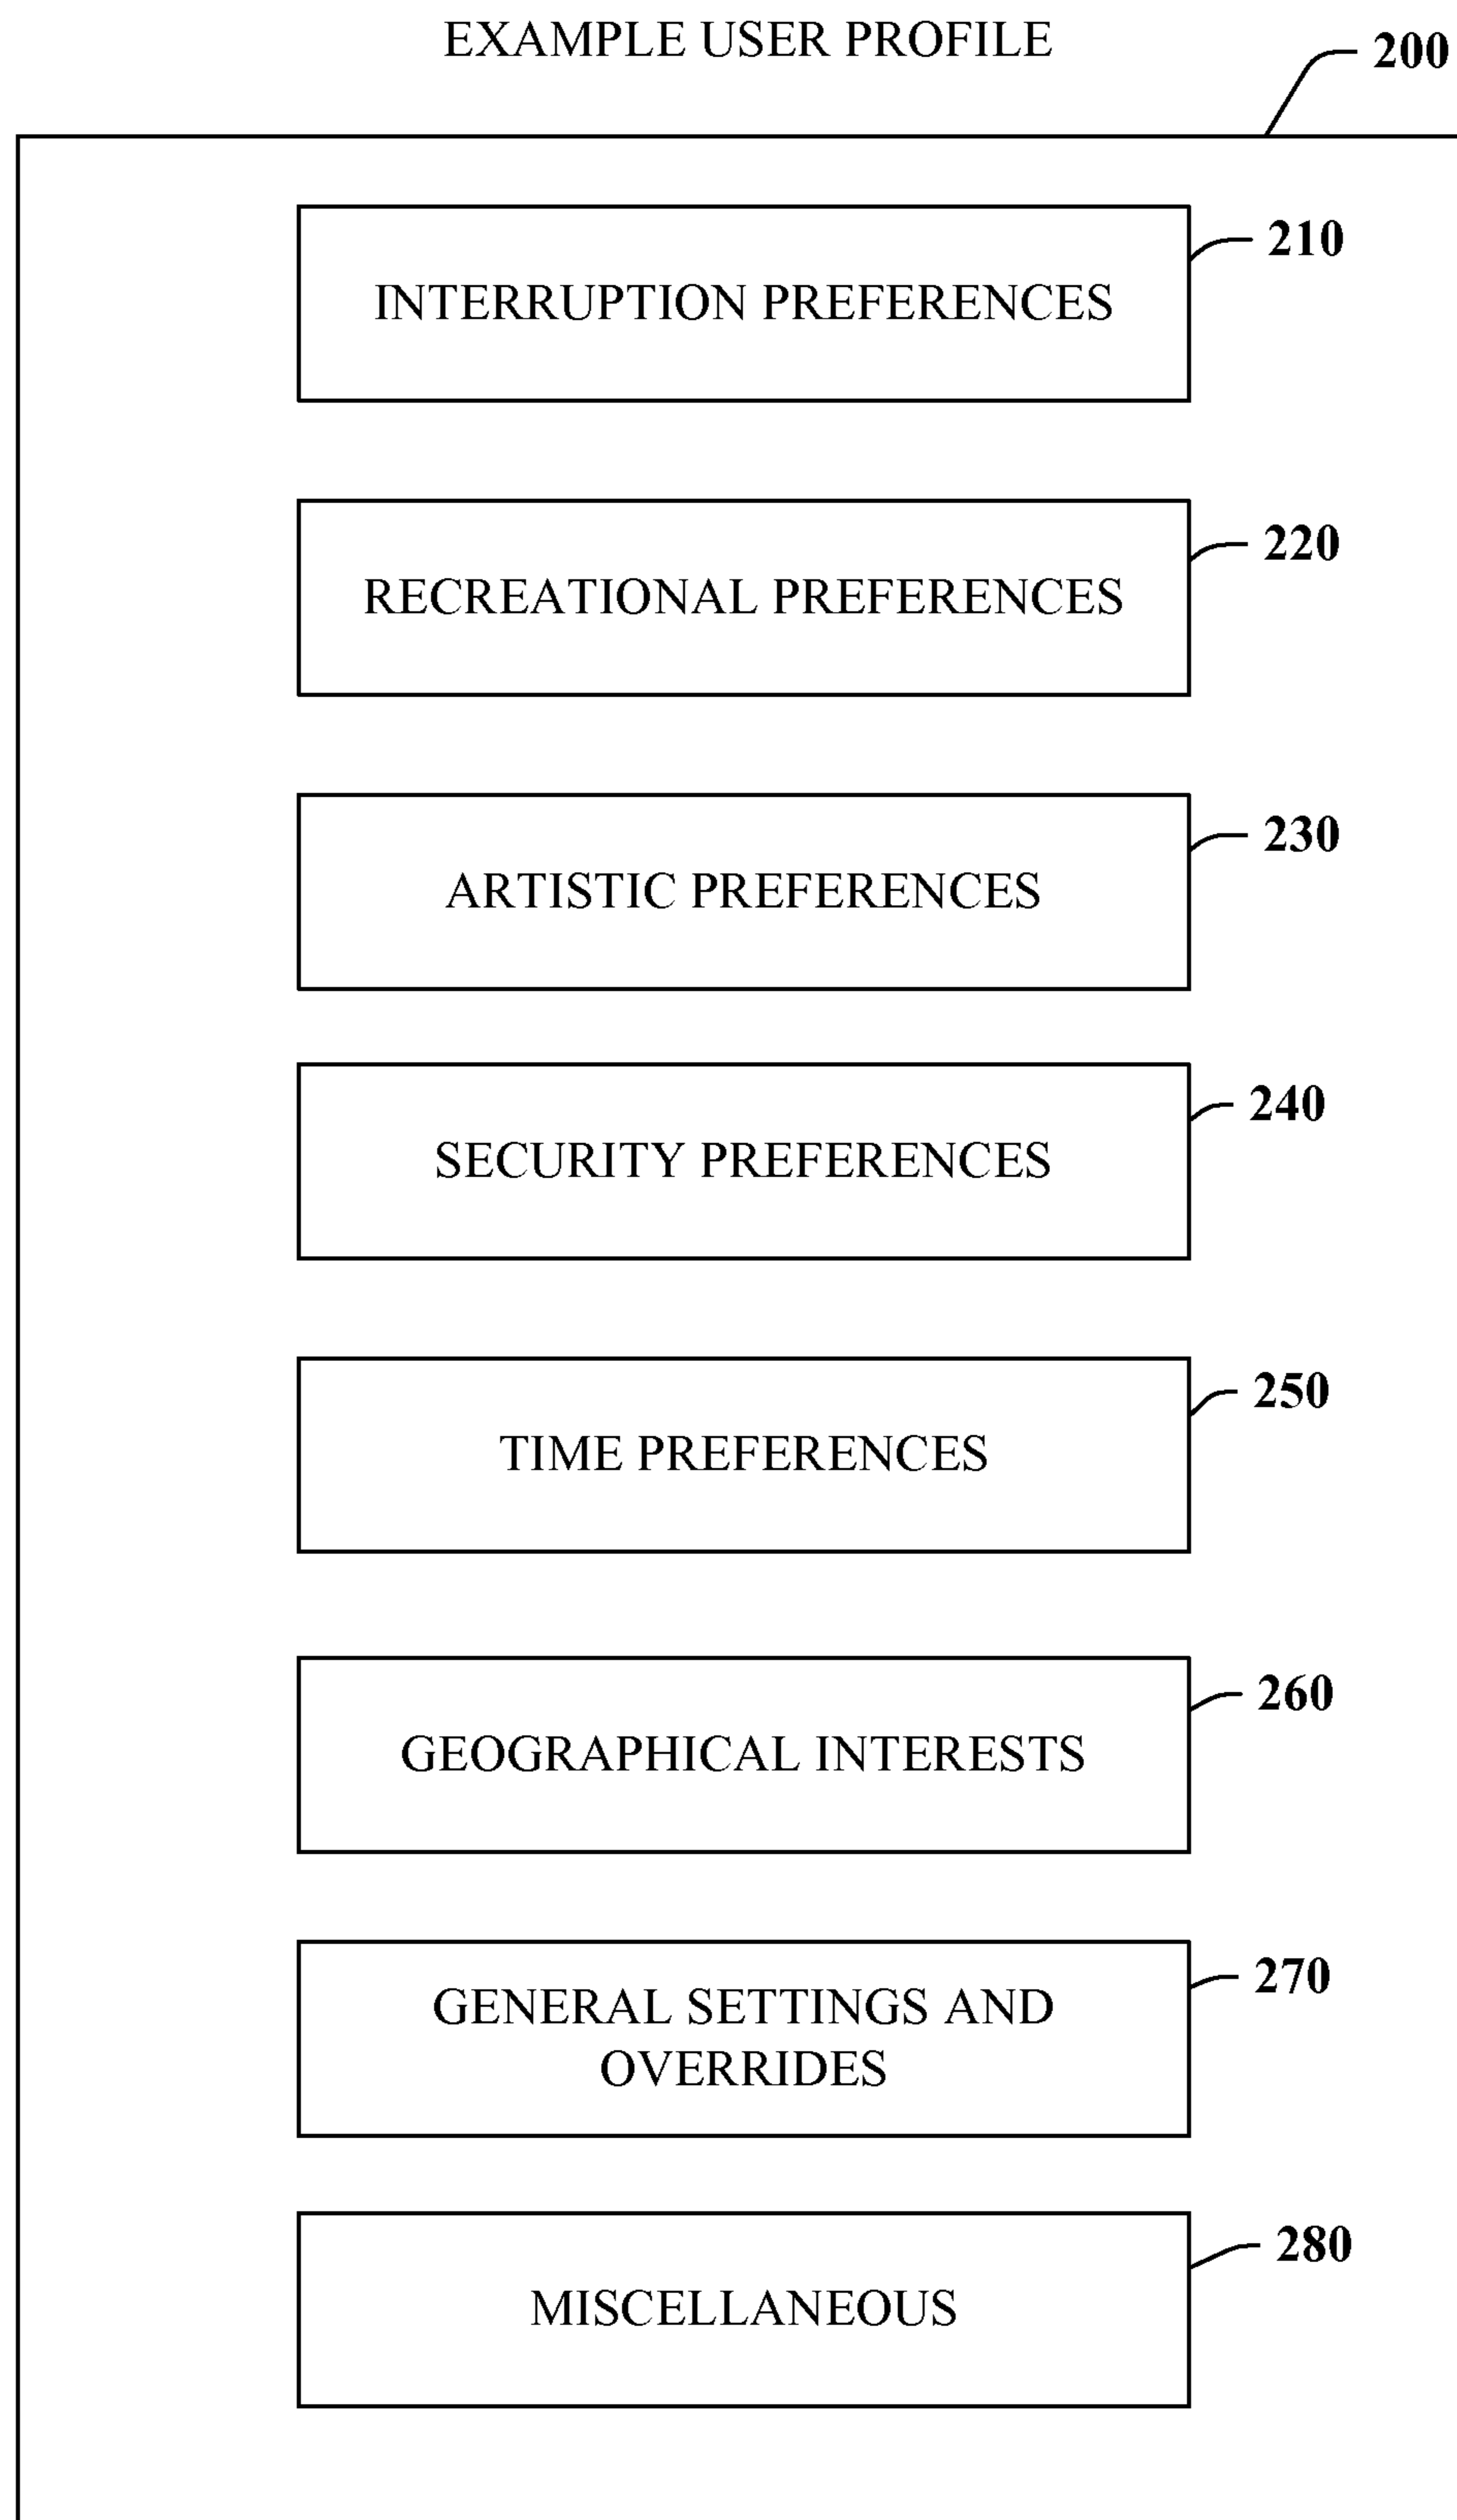 EXAMPLE USER PROFILE
200
210
INTERRUPTION PREFERENCES
220
RECREATIONAL PREFERENCES
230
ARTISTIC PREFERENCES
240
SECURITY PREFERENCES
250
TIME PREFERENCES
260
GEOGRAPHICAL INTERESTS
270
GENERAL SETTINGS AND
OVERRIDES
280
MISCELLANEOUS